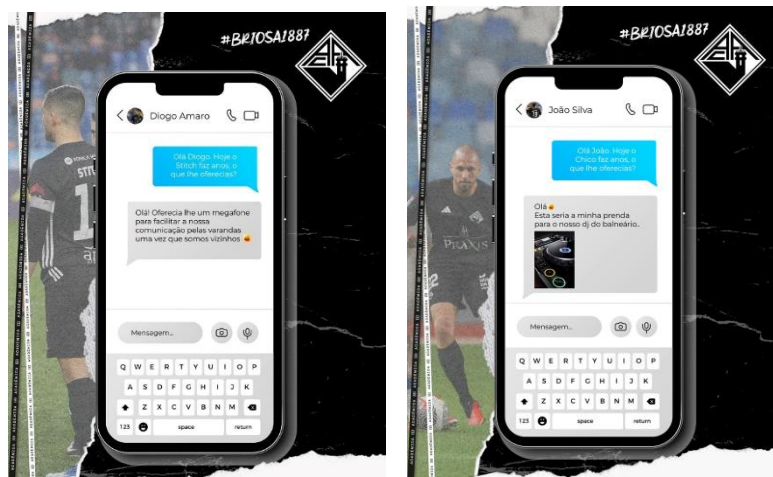 #BRIOSA1887
Diogo Amaro
Olá Diogo. Hoje o
Stitch faz anos, o
que lhe oferecias?
Olá! Oferecia lhe um megafone
para facilitar a nossa
comunicação pelas varandas
uma vez que somos vizinhos
Mensagem...
Q W E R T Y U I O P
A S D F G H I J K
Z X C V B N M
123 space return
#BRIOSA1887
João Silva
Olá João. Hoje o
Chico faz anos, o
que lhe oferecias?
Olá
Esta seria a minha prenda
para o nosso dj do balneário..
PRAXIS
Mensagem...
Q W E R T Y U I O P
A S D F G H I J K
Z X C V B N M
123 space return